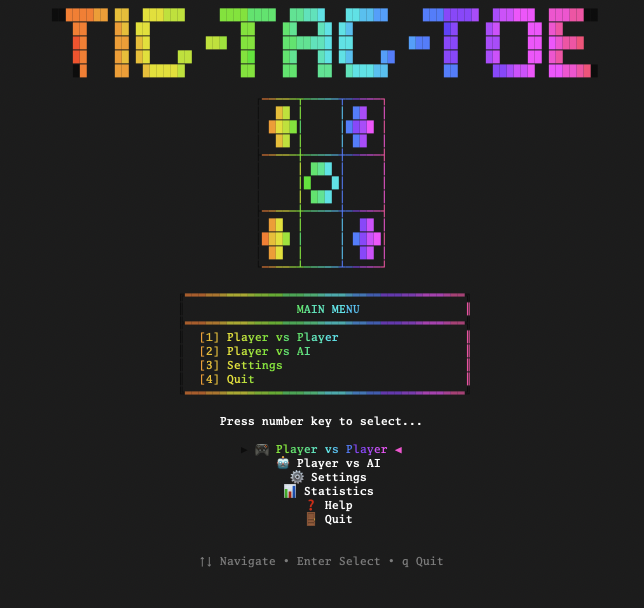 TIC-TAC-TOE
MAIN MENU
[1] Player vs Player
[2] Player vs AI
[3] Settings
[4] Quit
Press number key to select...
▶ 🎮 Player vs Player ◀
🤖 Player vs AI
⚙️ Settings
📊 Statistics
❓ Help
🚪 Quit
↑↓ Navigate • Enter Select • q Quit